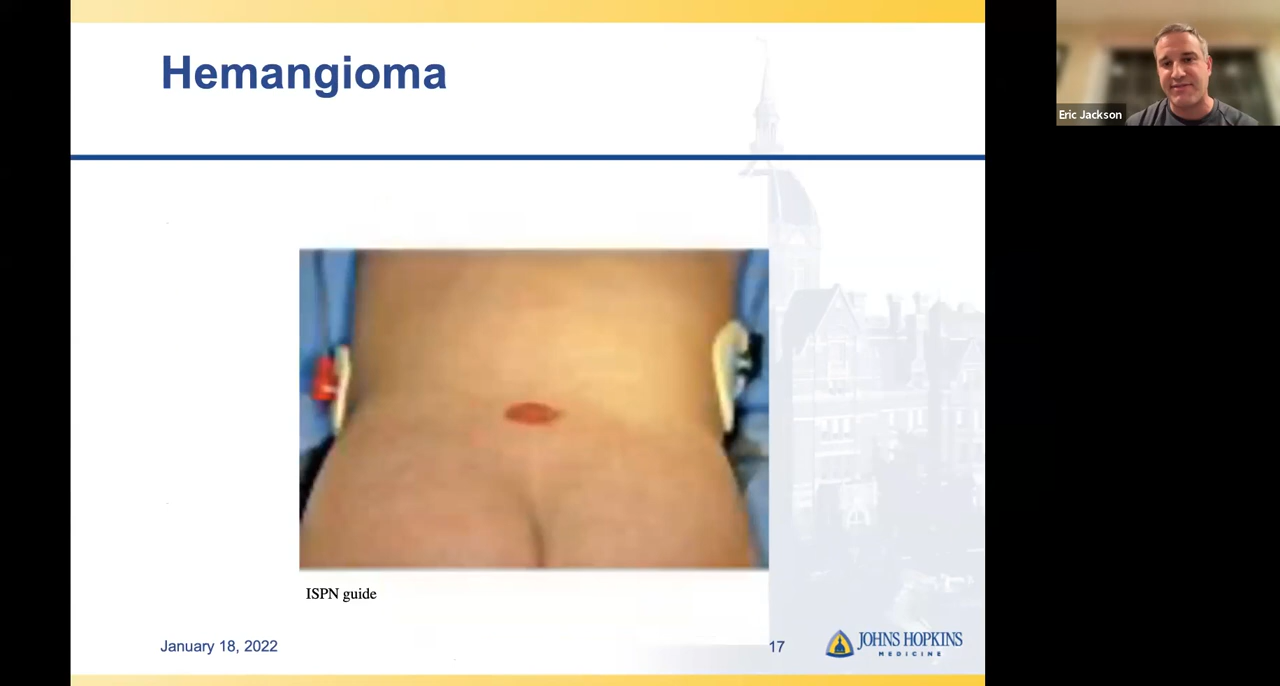 Hemangioma
Eric Jackson
ISPN guide
January 18, 2022
17
JOHNS HOPKINS
MEDICINE